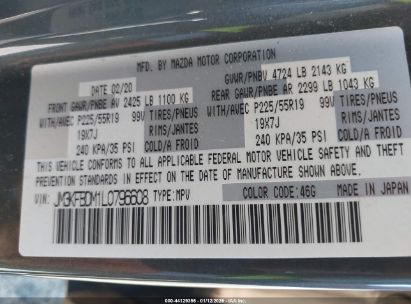 MFD. BY MAZDA MOTOR CORPORATION
DATE 02/20 GVWR/PNBV 4724 LB 2143 KG
FRONT GAWR/PNBE AV 2425 LB 1100 KG REAR GAWR/PNBE AR 2299 LB 1043 KG
WITH/AVEC P225/55R19 99V TIRES/PNEUS WITH/AVEC P225/55R19 99V TIRES/PNEUS
19X7J RIMS/JANTES 19X7J RIMS/JANTES
240 KPA/35 PSI COLD/A FROID 240 KPA/35 PSI COLD/A FROID
THIS VEHICLE CONFORMS TO ALL APPLICABLE FEDERAL MOTOR VEHICLE SAFETY THEFT
PREVENTION STANDARDS IN EFFECT ON THE DATE OF MANUFACTURE SHOWN ABOVE.
VIN: JM3KFBDM1L0796608 TYPE:MPV COLOR CODE:46G MADE IN JAPAN